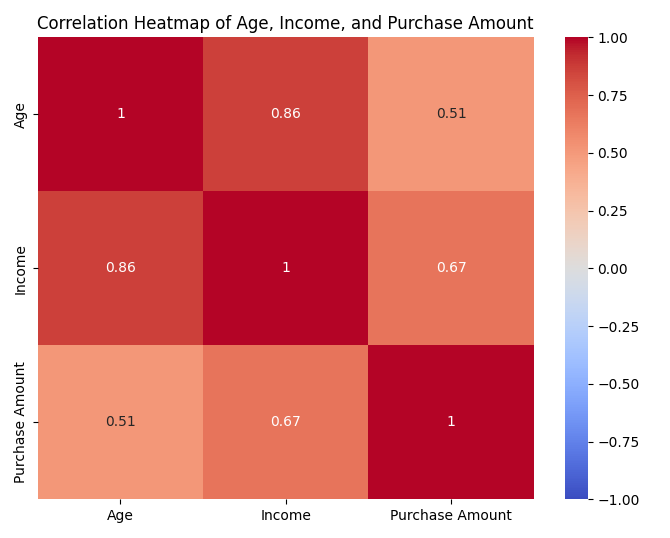 Correlation Heatmap of Age, Income, and Purchase Amount
Age
1
0.86
0.51
Income
0.86
1
0.67
Purchase Amount
0.51
0.67
1
Age
Income
Purchase Amount
1.00
0.75
0.50
0.25
0.00
−0.25
−0.50
−0.75
−1.00